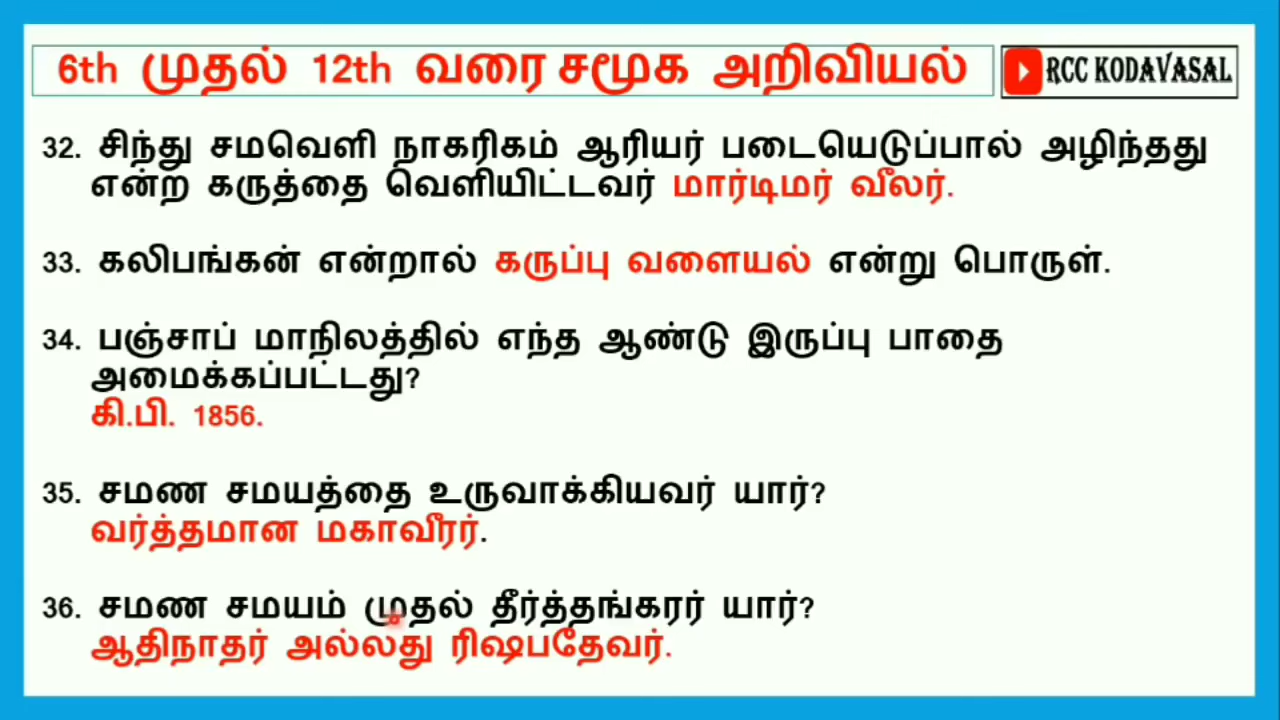 6th முதல் 12th வரை சமூக அறிவியல்
RCC KODAVASAL
32. சிந்து சமவெளி நாகரிகம் ஆரியர் படையெடுப்பால் அழிந்தது
என்ற கருத்தை வெளியிட்டவர் மார்டிமர் வீலர்.
33. கலிபங்கன் என்றால் கருப்பு வளையல் என்று பொருள்.
34. பஞ்சாப் மாநிலத்தில் எந்த ஆண்டு இருப்பு பாதை
அமைக்கப்பட்டது?
கி.பி. 1856.
35. சமண சமயத்தை உருவாக்கியவர் யார்?
வர்த்தமான மகாவீரர்.
36. சமண சமயம் முதல் தீர்த்தங்கரர் யார்?
ஆதிநாதர் அல்லது ரிஷபதேவர்.